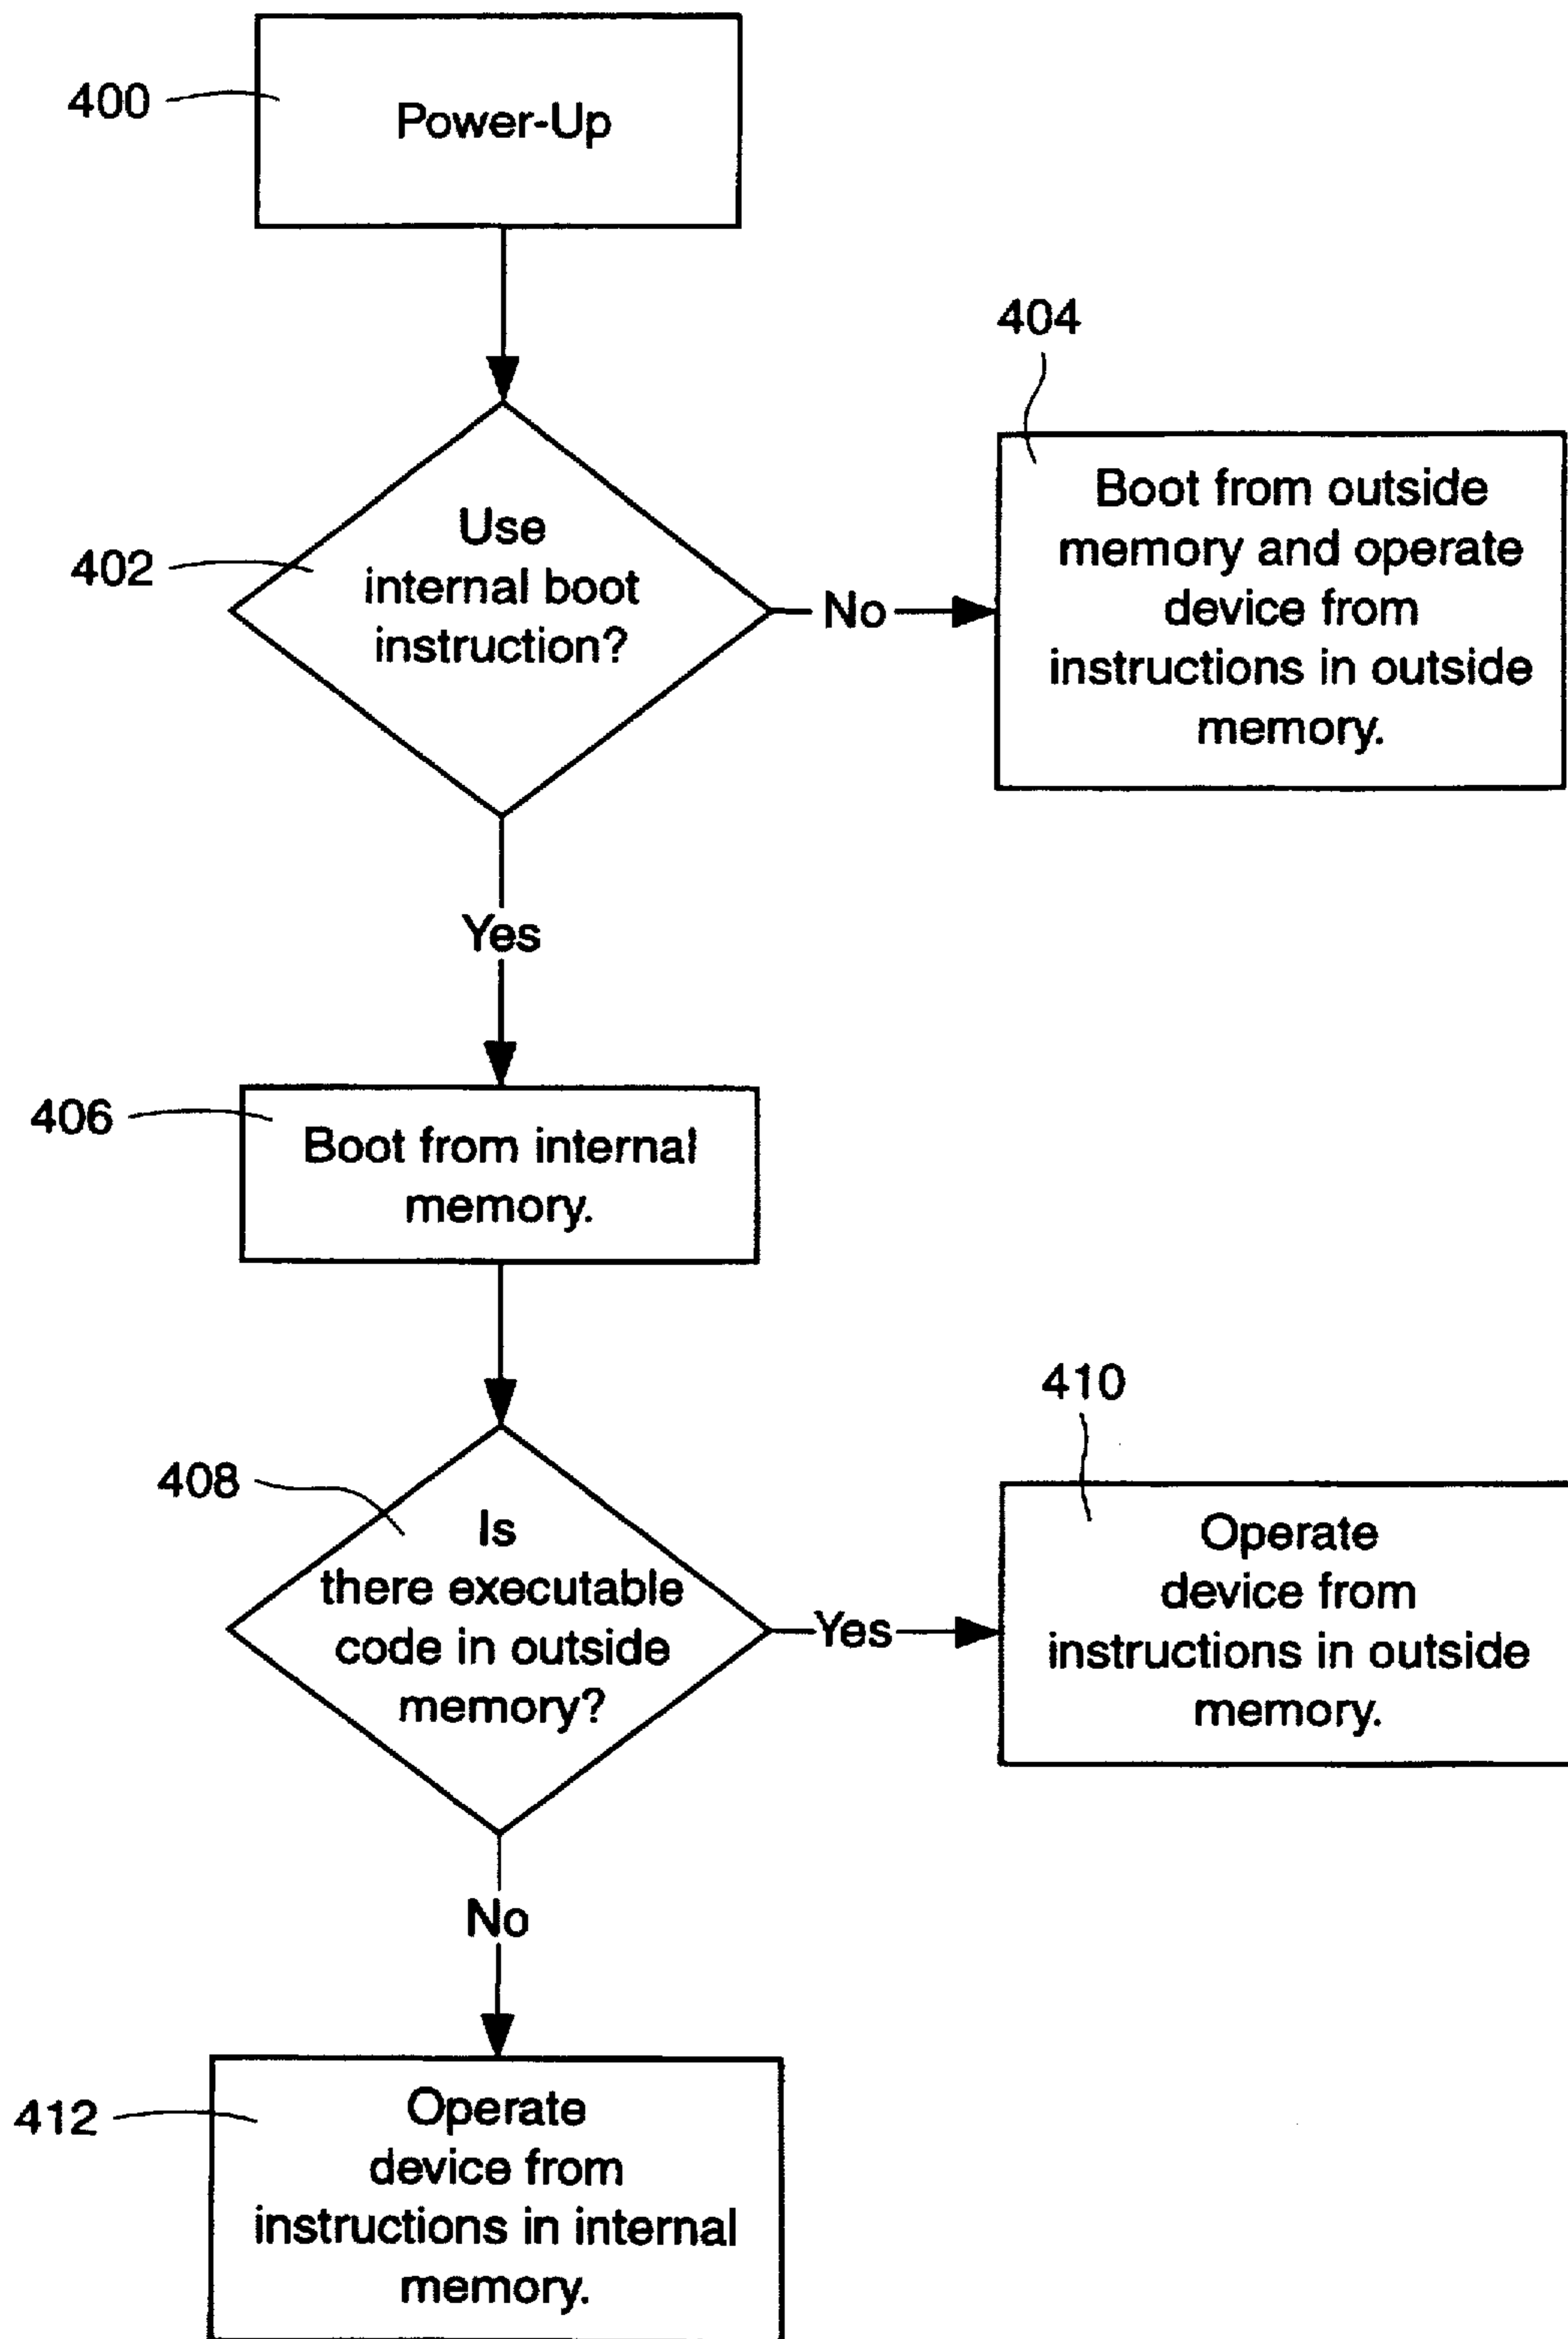 400
Power-Up
402
Use
internal boot
instruction?
No
404
Boot from outside
memory and operate
device from
instructions in outside
memory.
Yes
406
Boot from internal
memory.
408
Is
there executable
code in outside
memory?
Yes
410
Operate
device from
instructions in outside
memory.
No
412
Operate
device from
instructions in internal
memory.